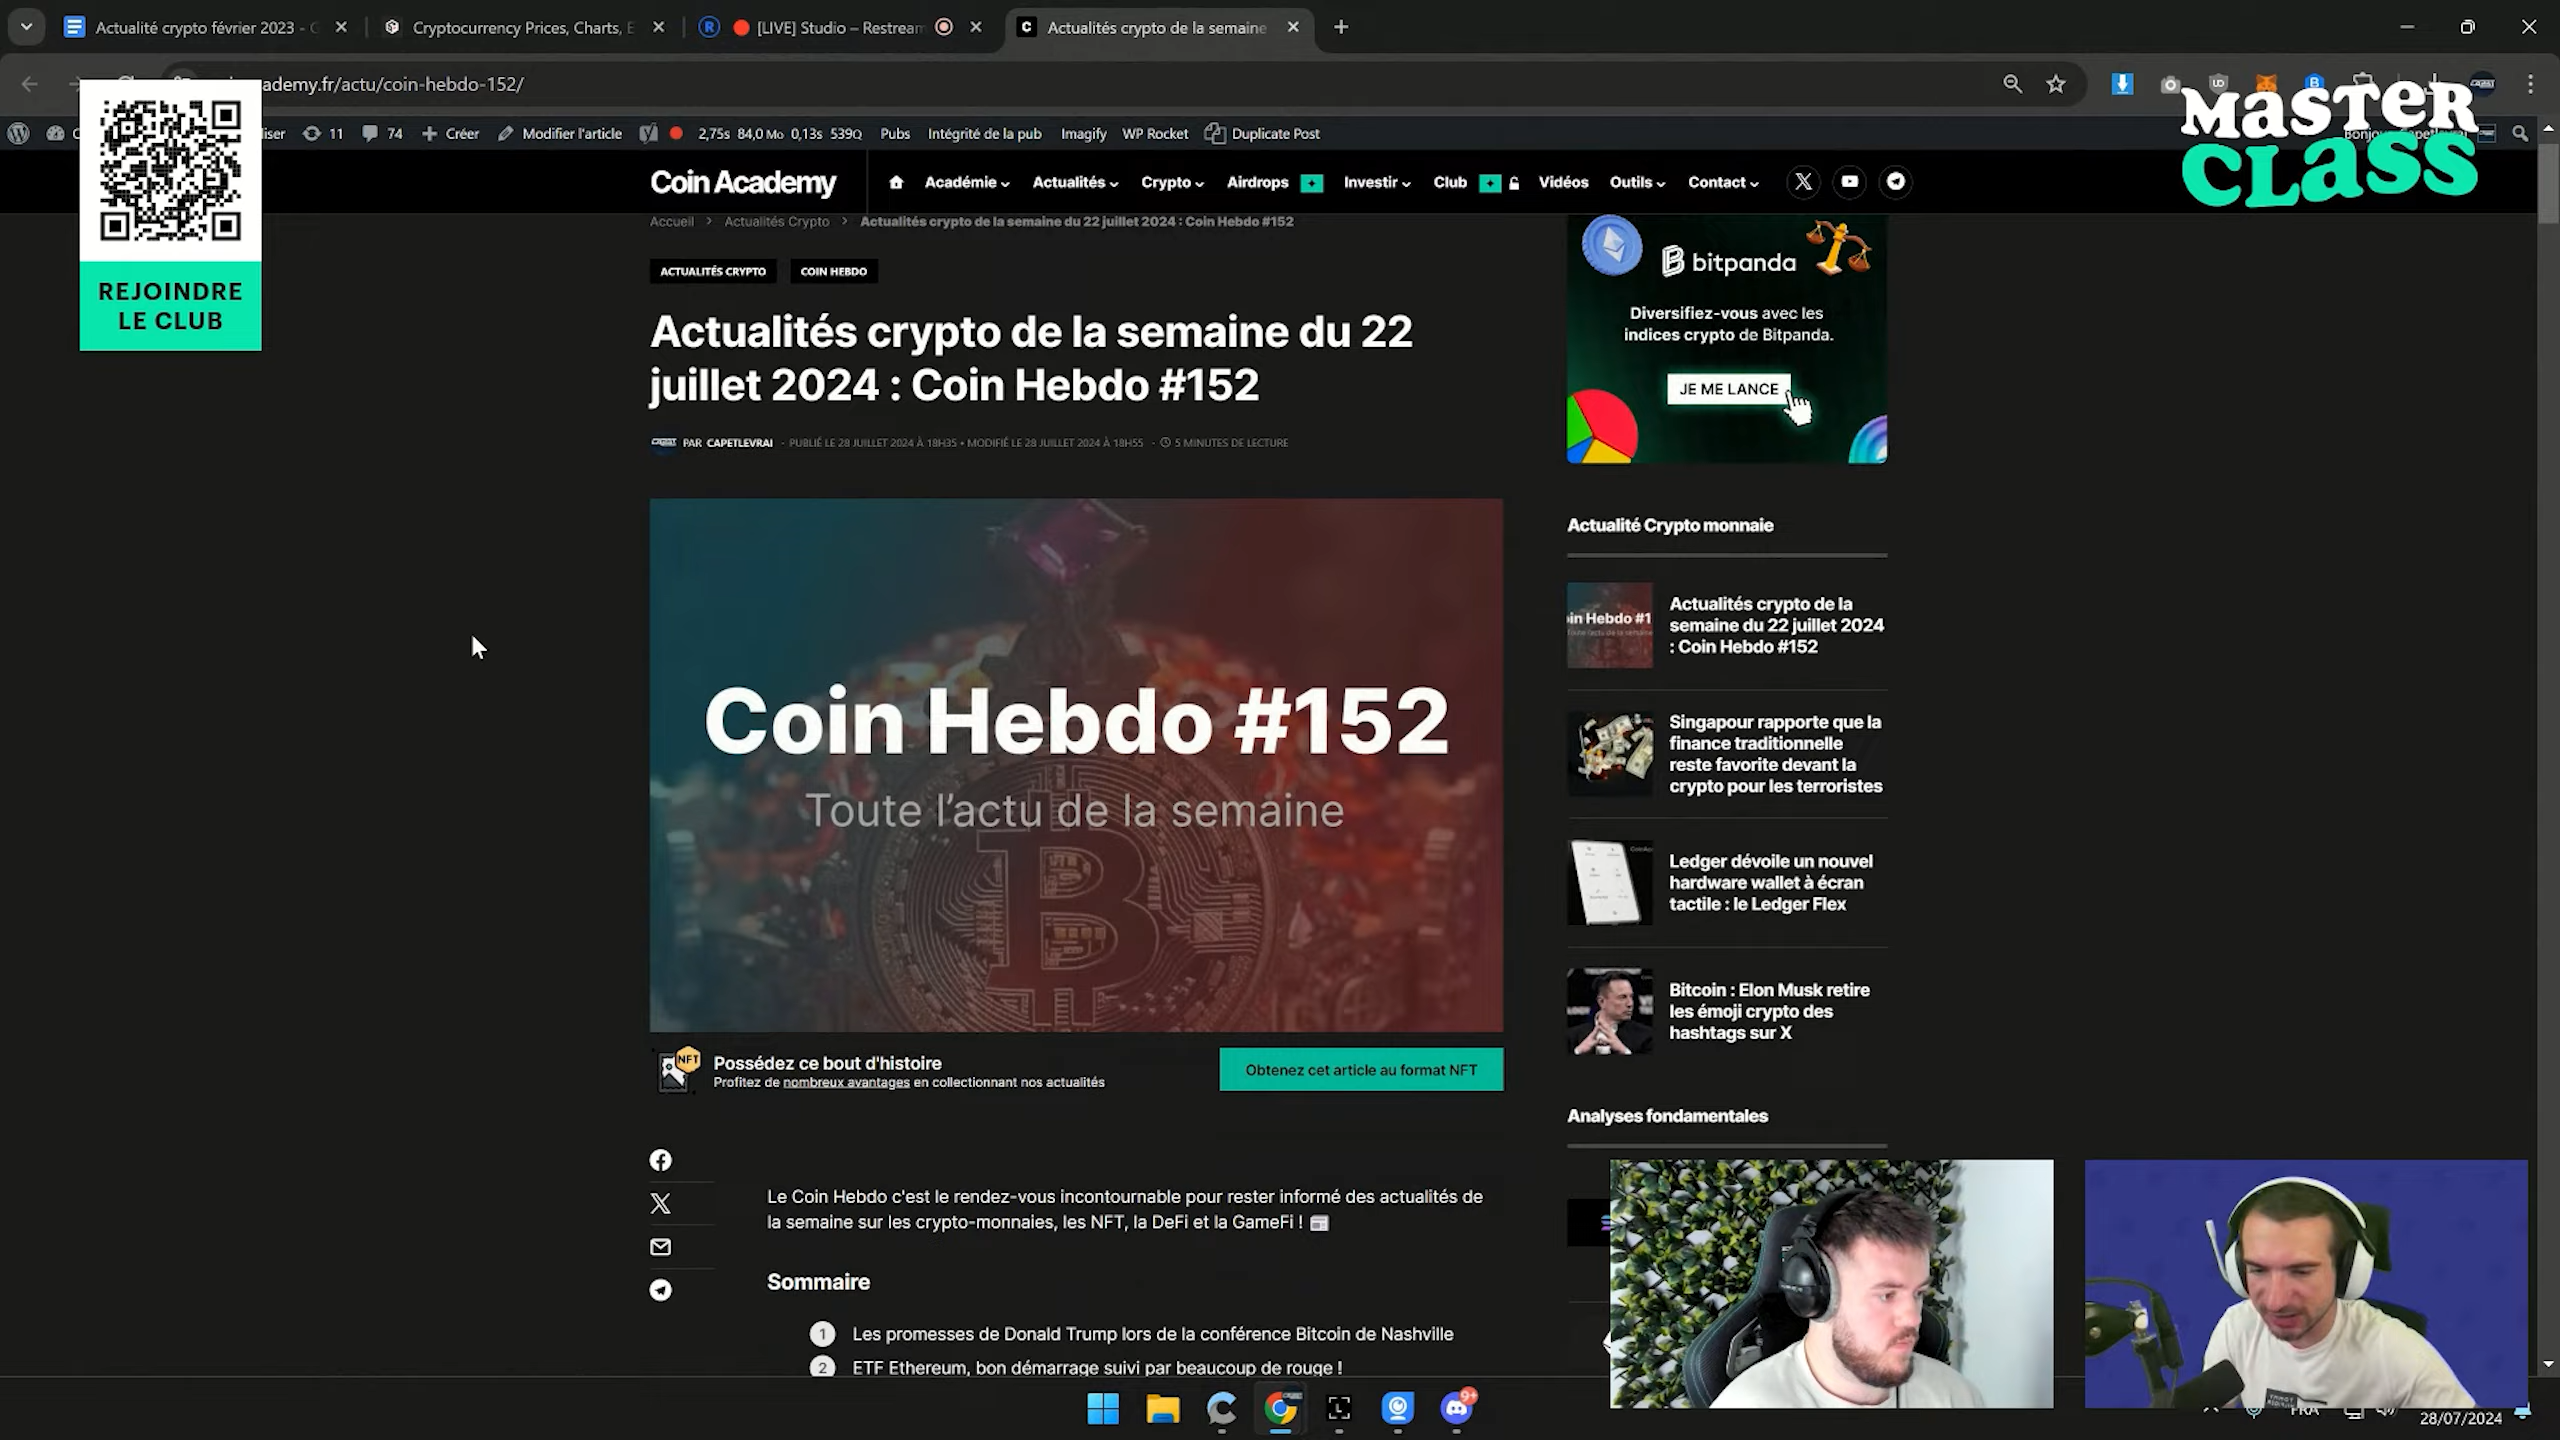 Actualité crypto février 2023 - G
Cryptocurrency Prices, Charts, E
[LIVE] Studio – Restream
Actualités crypto de la semaine
ademy.fr/actu/coin-hebdo-152/
11
74
Créer
Modifier l'article
2,75s 84,0 Mo 0,13s 539Q
Pubs
Intégrité de la pub
Imagify
WP Rocket
Duplicate Post
MASTER
CLASS
REJOINDRE
LE CLUB
Coin Academy
Académie
Actualités
Crypto
Airdrops
Investir
Club
Vidéos
Outils
Contact
Accueil > Actualités Crypto > Actualités crypto de la semaine du 22 juillet 2024 : Coin Hebdo #152
ACTUALITÉS CRYPTO
COIN HEBDO
Actualités crypto de la semaine du 22
juillet 2024 : Coin Hebdo #152
PAR CAPETLEVRAI - PUBLIÉ LE 28 JUILLET 2024 À 18H35 • MODIFIÉ LE 28 JUILLET 2024 À 18H55 - 5 MINUTES DE LECTURE
Coin Hebdo #152
Toute l'actu de la semaine
NFT
Possédez ce bout d'histoire
Profitez de nombreux avantages en collectionnant nos actualités
Obtenez cet article au format NFT
Le Coin Hebdo c'est le rendez-vous incontournable pour rester informé des actualités de
la semaine sur les crypto-monnaies, les NFT, la DeFi et la GameFi !
Sommaire
1 Les promesses de Donald Trump lors de la conférence Bitcoin de Nashville
2 ETF Ethereum, bon démarrage suivi par beaucoup de rouge !
bitpanda
Diversifiez-vous avec les
indices crypto de Bitpanda.
JE ME LANCE
Actualité Crypto monnaie
Actualités crypto de la
semaine du 22 juillet 2024
: Coin Hebdo #152
Singapour rapporte que la
finance traditionnelle
reste favorite devant la
crypto pour les terroristes
Ledger dévoile un nouvel
hardware wallet à écran
tactile : le Ledger Flex
Bitcoin : Elon Musk retire
les émoji crypto des
hashtags sur X
Analyses fondamentales
9+
FRA
28/07/2024